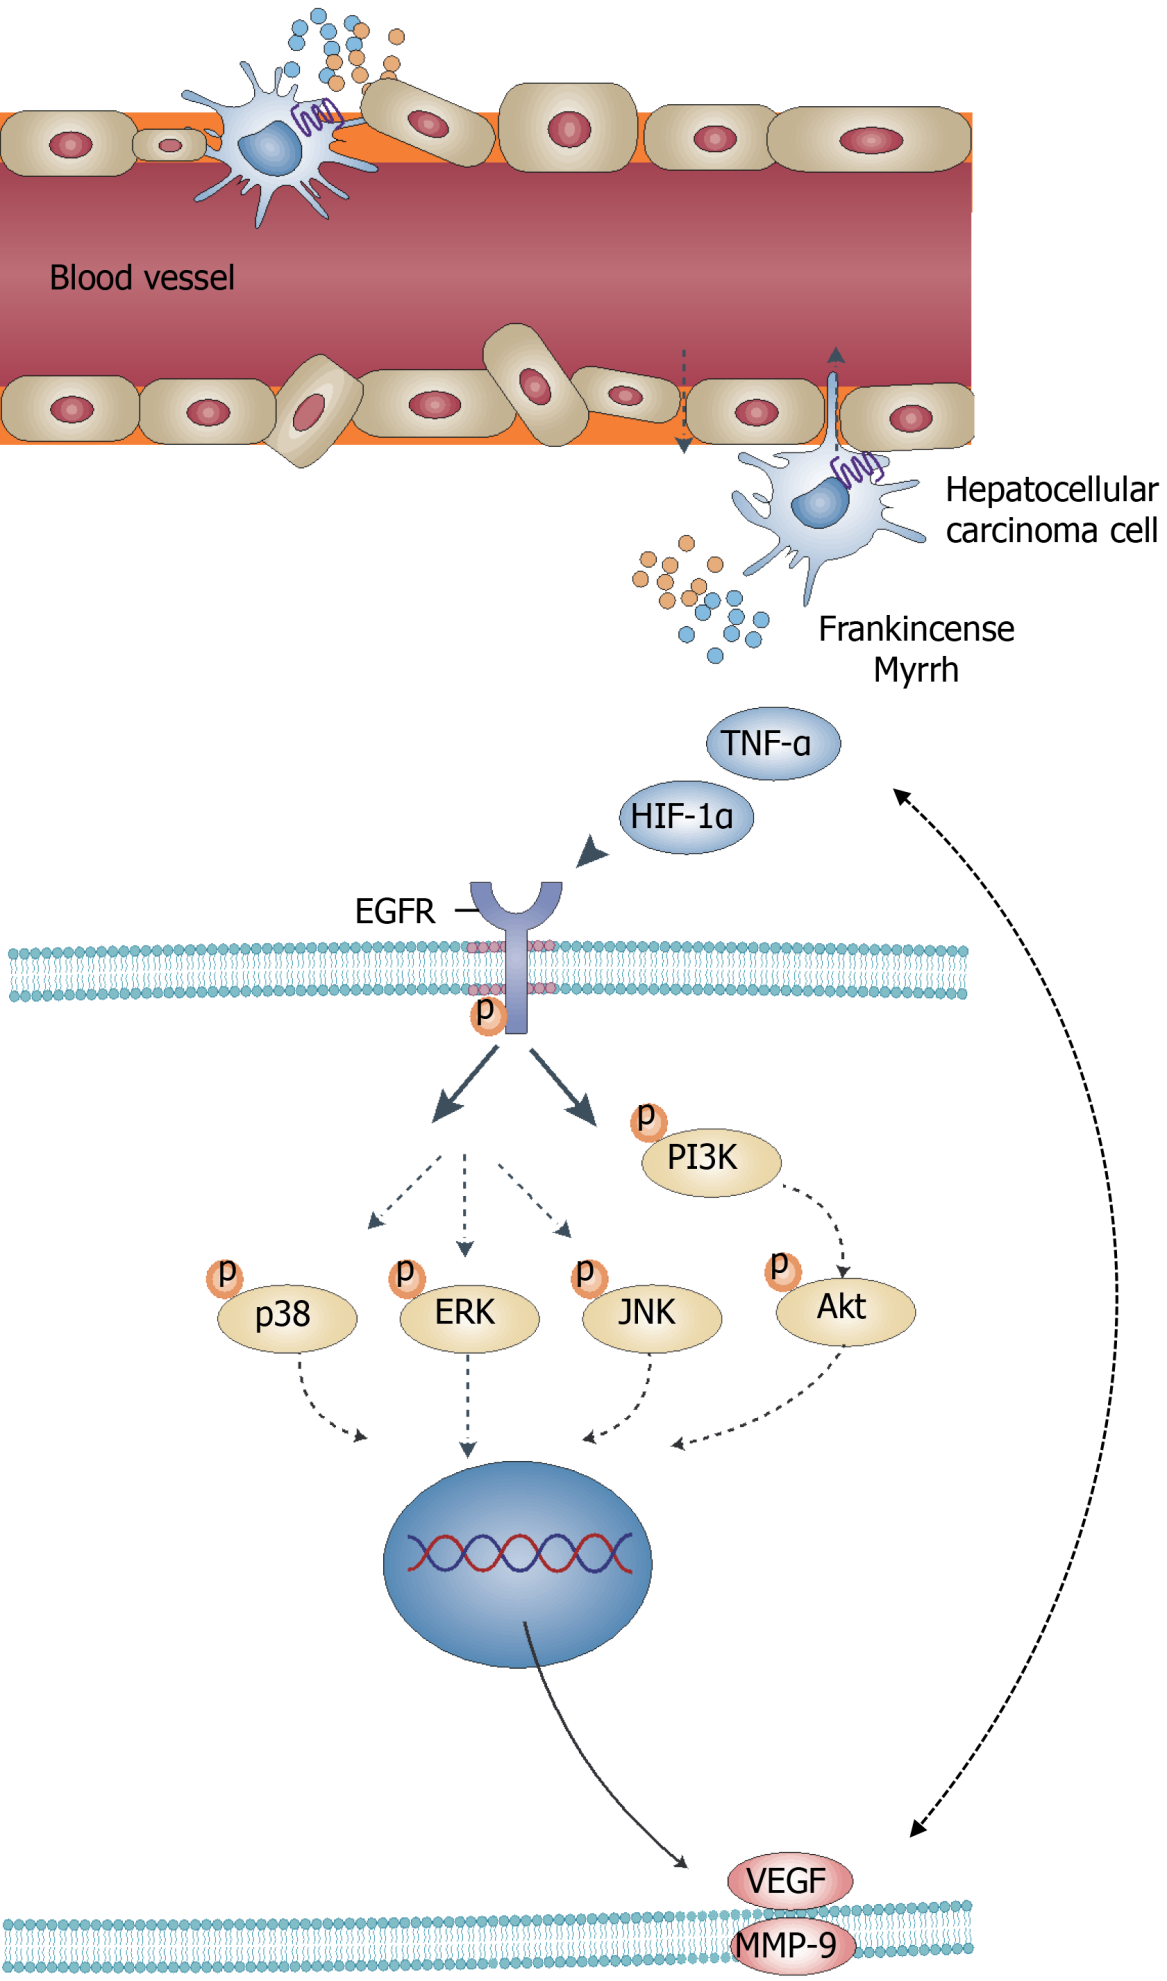 Blood vessel
Hepatocellular
carcinoma cell
Frankincense
Myrrh
TNF-α
HIF-1α
EGFR
p
p
PI3K
p
p
p
p
p38
ERK
JNK
Akt
VEGF
MMP-9